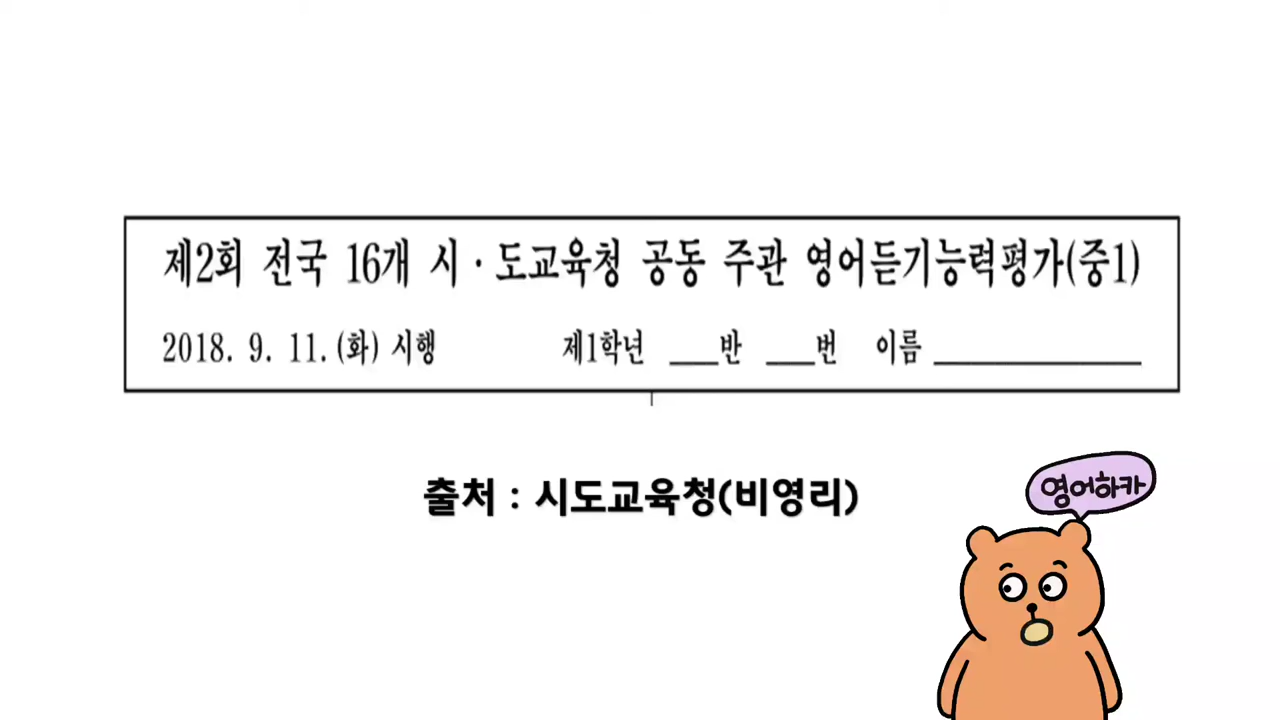 제2회 전국 16개 시·도교육청 공동 주관 영어듣기능력평가(중1)
2018. 9. 11.(화) 시행 제1학년 ___반 ___번 이름 _____________
출처 : 시도교육청(비영리)
영어하카